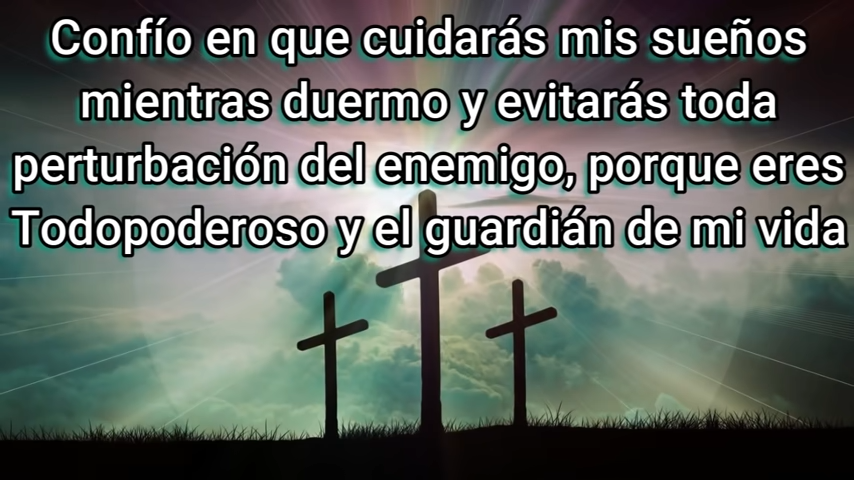 Confío en que cuidarás mis sueños
mientras duermo y evitarás toda
perturbación del enemigo, porque eres
Todopoderoso y el guardián de mi vida